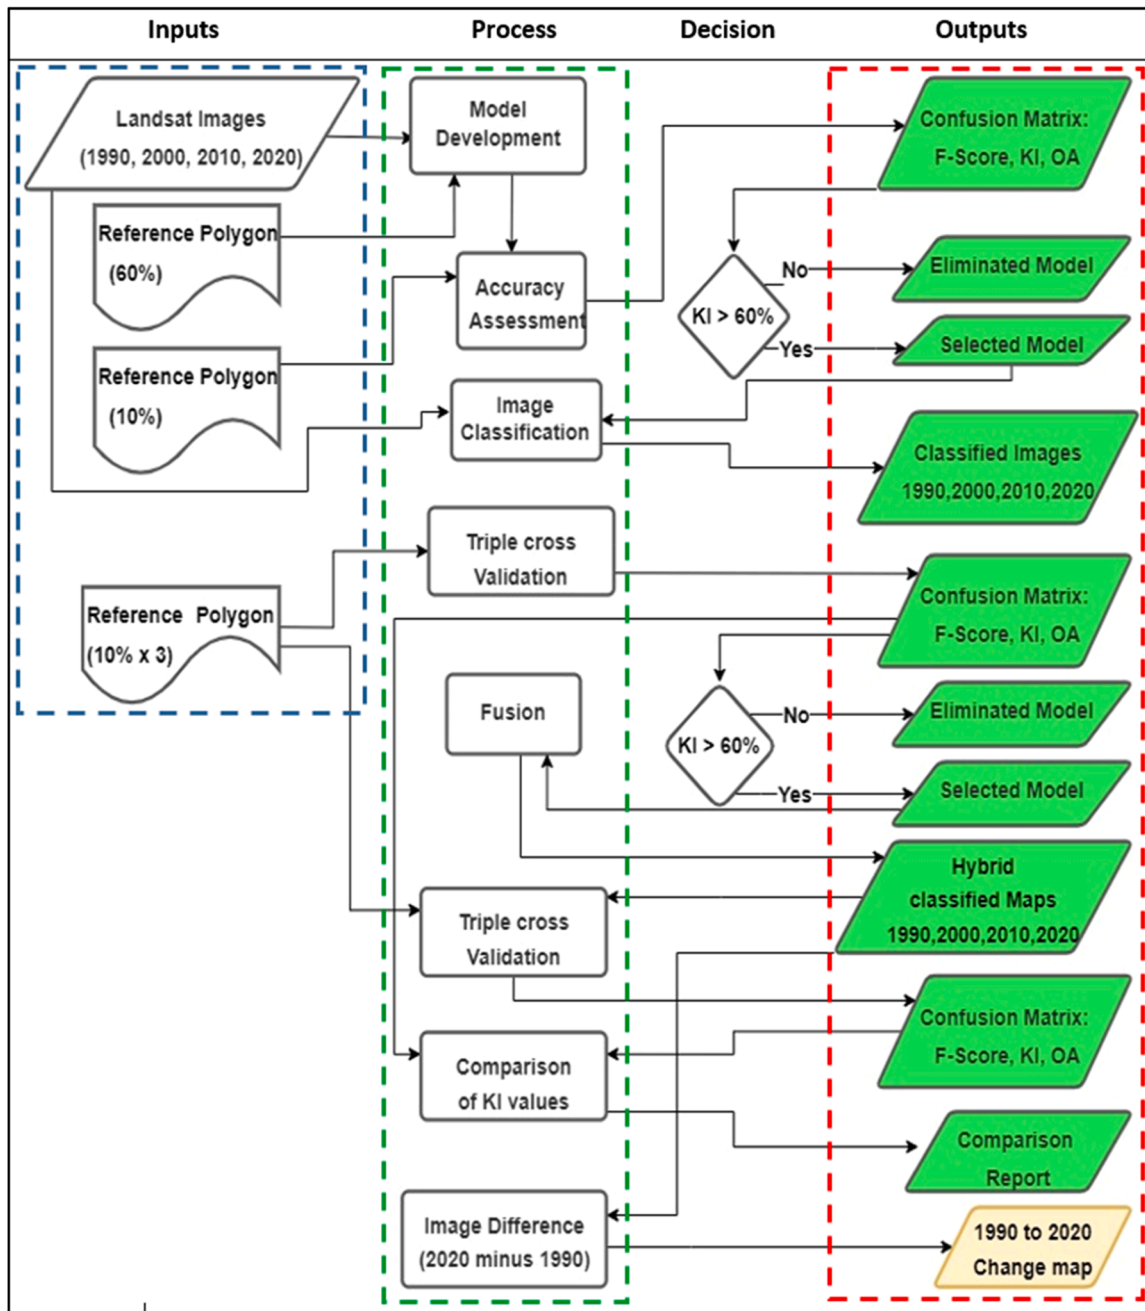 Inputs
Process
Decision
Outputs
Landsat Images
(1990, 2000, 2010, 2020)
Model
Development
Confusion Matrix:
F-Score, KI, OA
Reference Polygon
(60%)
Accuracy
Assessment
KI > 60%
No
Eliminated Model
Yes
Selected Model
Reference Polygon
(10%)
Image
Classification
Classified Images
1990,2000,2010,2020
Triple cross
Validation
Confusion Matrix:
F-Score, KI, OA
Reference Polygon
(10% x 3)
Fusion
KI > 60%
No
Eliminated Model
Yes
Selected Model
Hybrid
classified Maps
1990,2000,2010,2020
Triple cross
Validation
Confusion Matrix:
F-Score, KI, OA
Comparison
of KI values
Comparison
Report
Image Difference
(2020 minus 1990)
1990 to 2020
Change map